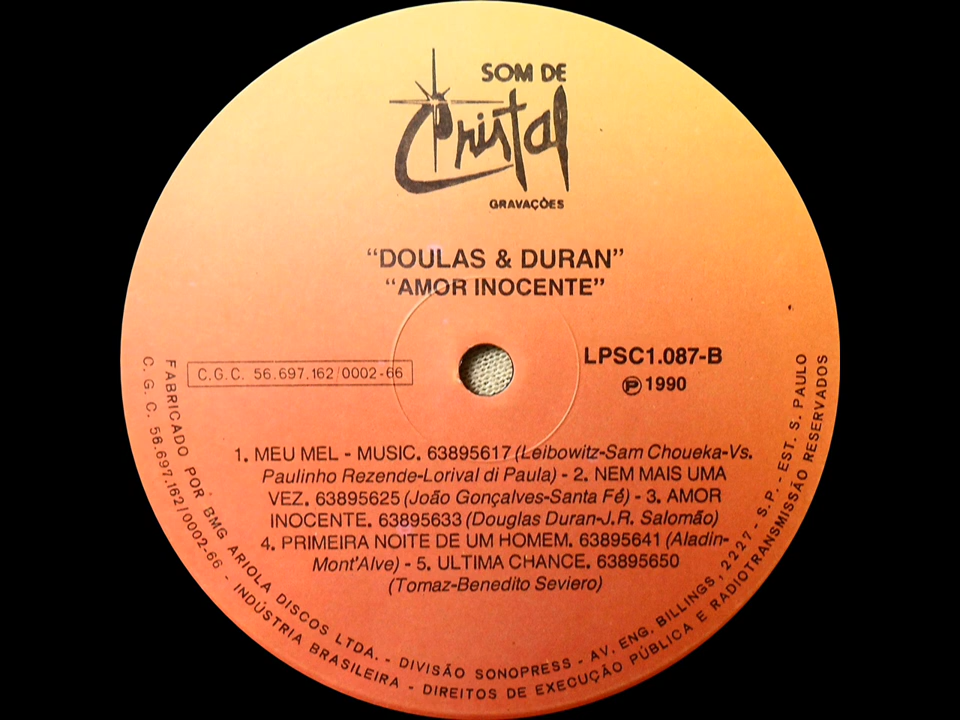 SOM DE
Cristal
GRAVAÇÕES
"DOULAS & DURAN"
"AMOR INOCENTE"
C.G.C. 56.697.162/0002-66
LPSC1.087-B
Ⓟ 1990
1. MEU MEL - MUSIC. 63895617 (Leibowitz-Sam Choueka-Vs.
Paulinho Rezende-Lorival di Paula) - 2. NEM MAIS UMA
VEZ. 63895625 (João Gonçalves-Santa Fé) - 3. AMOR
INOCENTE. 63895633 (Douglas Duran-J.R. Salomão)
4. PRIMEIRA NOITE DE UM HOMEM. 63895641 (Aladin-
Mont'Alve) - 5. ULTIMA CHANCE. 63895650
(Tomaz-Benedito Seviero)
FABRICADO POR BMG ARIOLA DISCOS LTDA. - DIVISÃO SONOPRESS - AV. ENG. BILLINGS, 2227 - S.P. - EST. S. PAULO
C. G. C. 56.697.162/0002-66 - INDÚSTRIA BRASILEIRA - DIREITOS DE EXECUÇÃO PÚBLICA E RADIOTRANSMISSÃO RESERVADOS